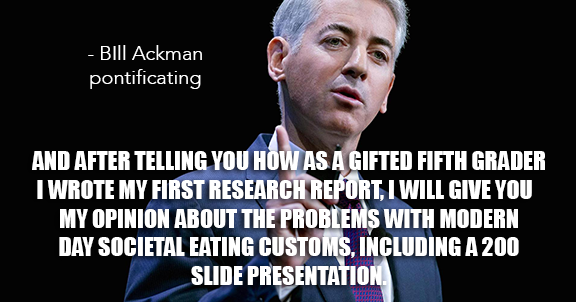 - BIll Ackman
pontificating
AND AFTER TELLING YOU HOW AS A GIFTED FIFTH GRADER
I WROTE MY FIRST RESEARCH REPORT, I WILL GIVE YOU
MY OPINION ABOUT THE PROBLEMS WITH MODERN
DAY SOCIETAL EATING CUSTOMS, INCLUDING A 200
SLIDE PRESENTATION.